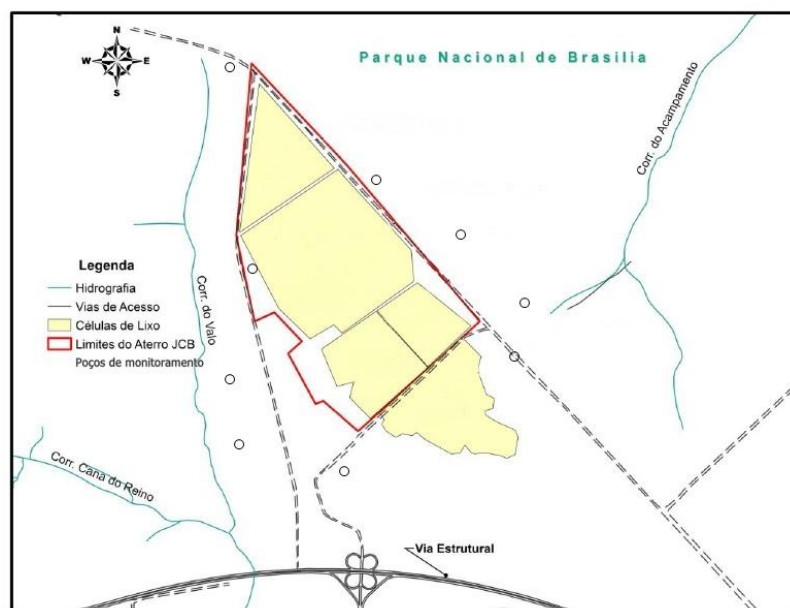 N
W E
S
Parque Nacional de Brasilia
Corr. do Acampamento
Legenda
Hidrografia
Vias de Acesso
Células de Lixo
Limites do Aterro JCB
Poços de monitoramento
Corr. do Valo
Corr. Cana do Reino
Via Estrutural